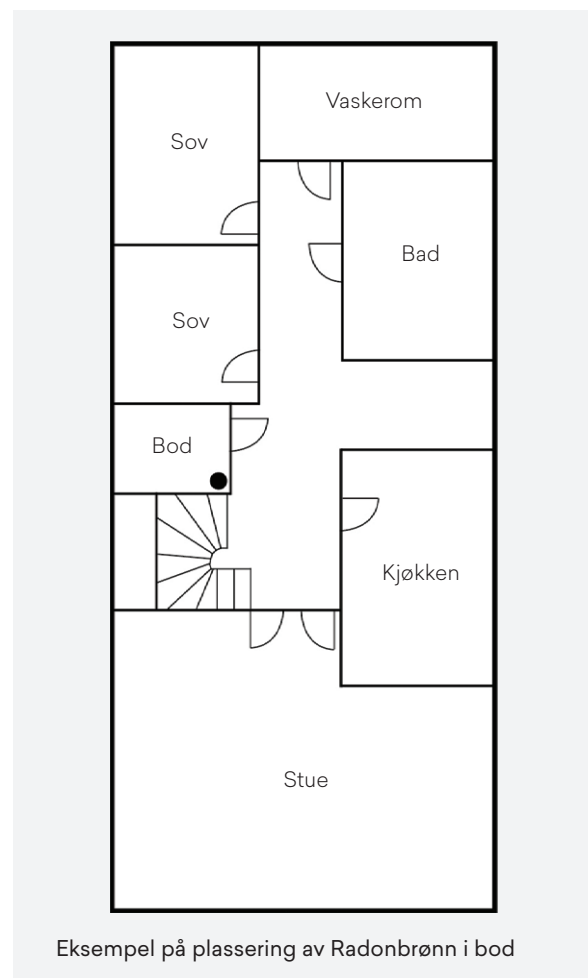 Vaskerom
Sov
Bad
Sov
Bod
Kjøkken
Stue
Eksempel på plassering av Radonbrønn i bod